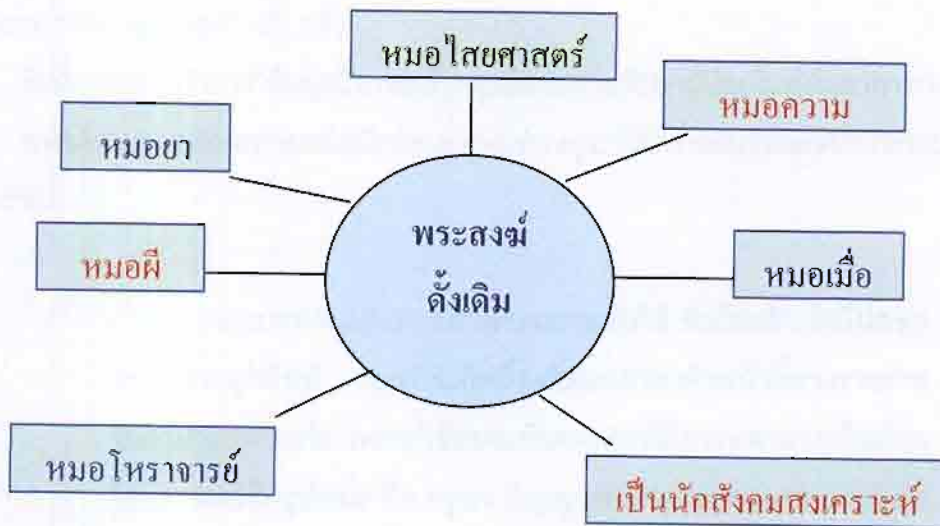 หมอไสยศาสตร์
หมอความ
หมอยา
พระสงฆ์
ดั้งเดิม
หมอผี
หมอเมื่อ
หมอโหราจารย์
เป็นนักสังคมสงเคราะห์